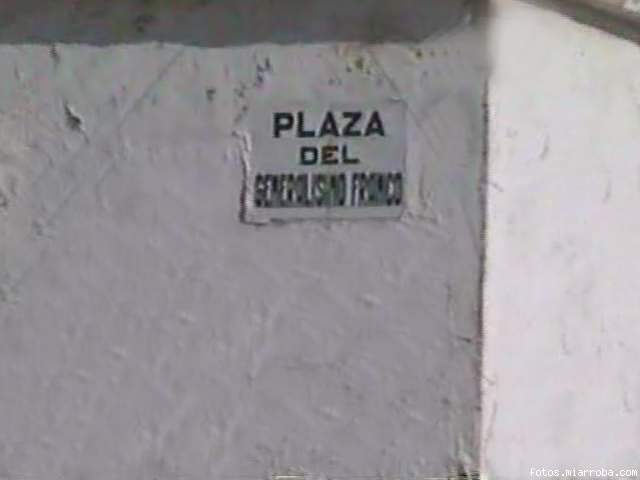 PLAZA
DEL
GENERALISIMO FRANCO
fotos.miarroba.com